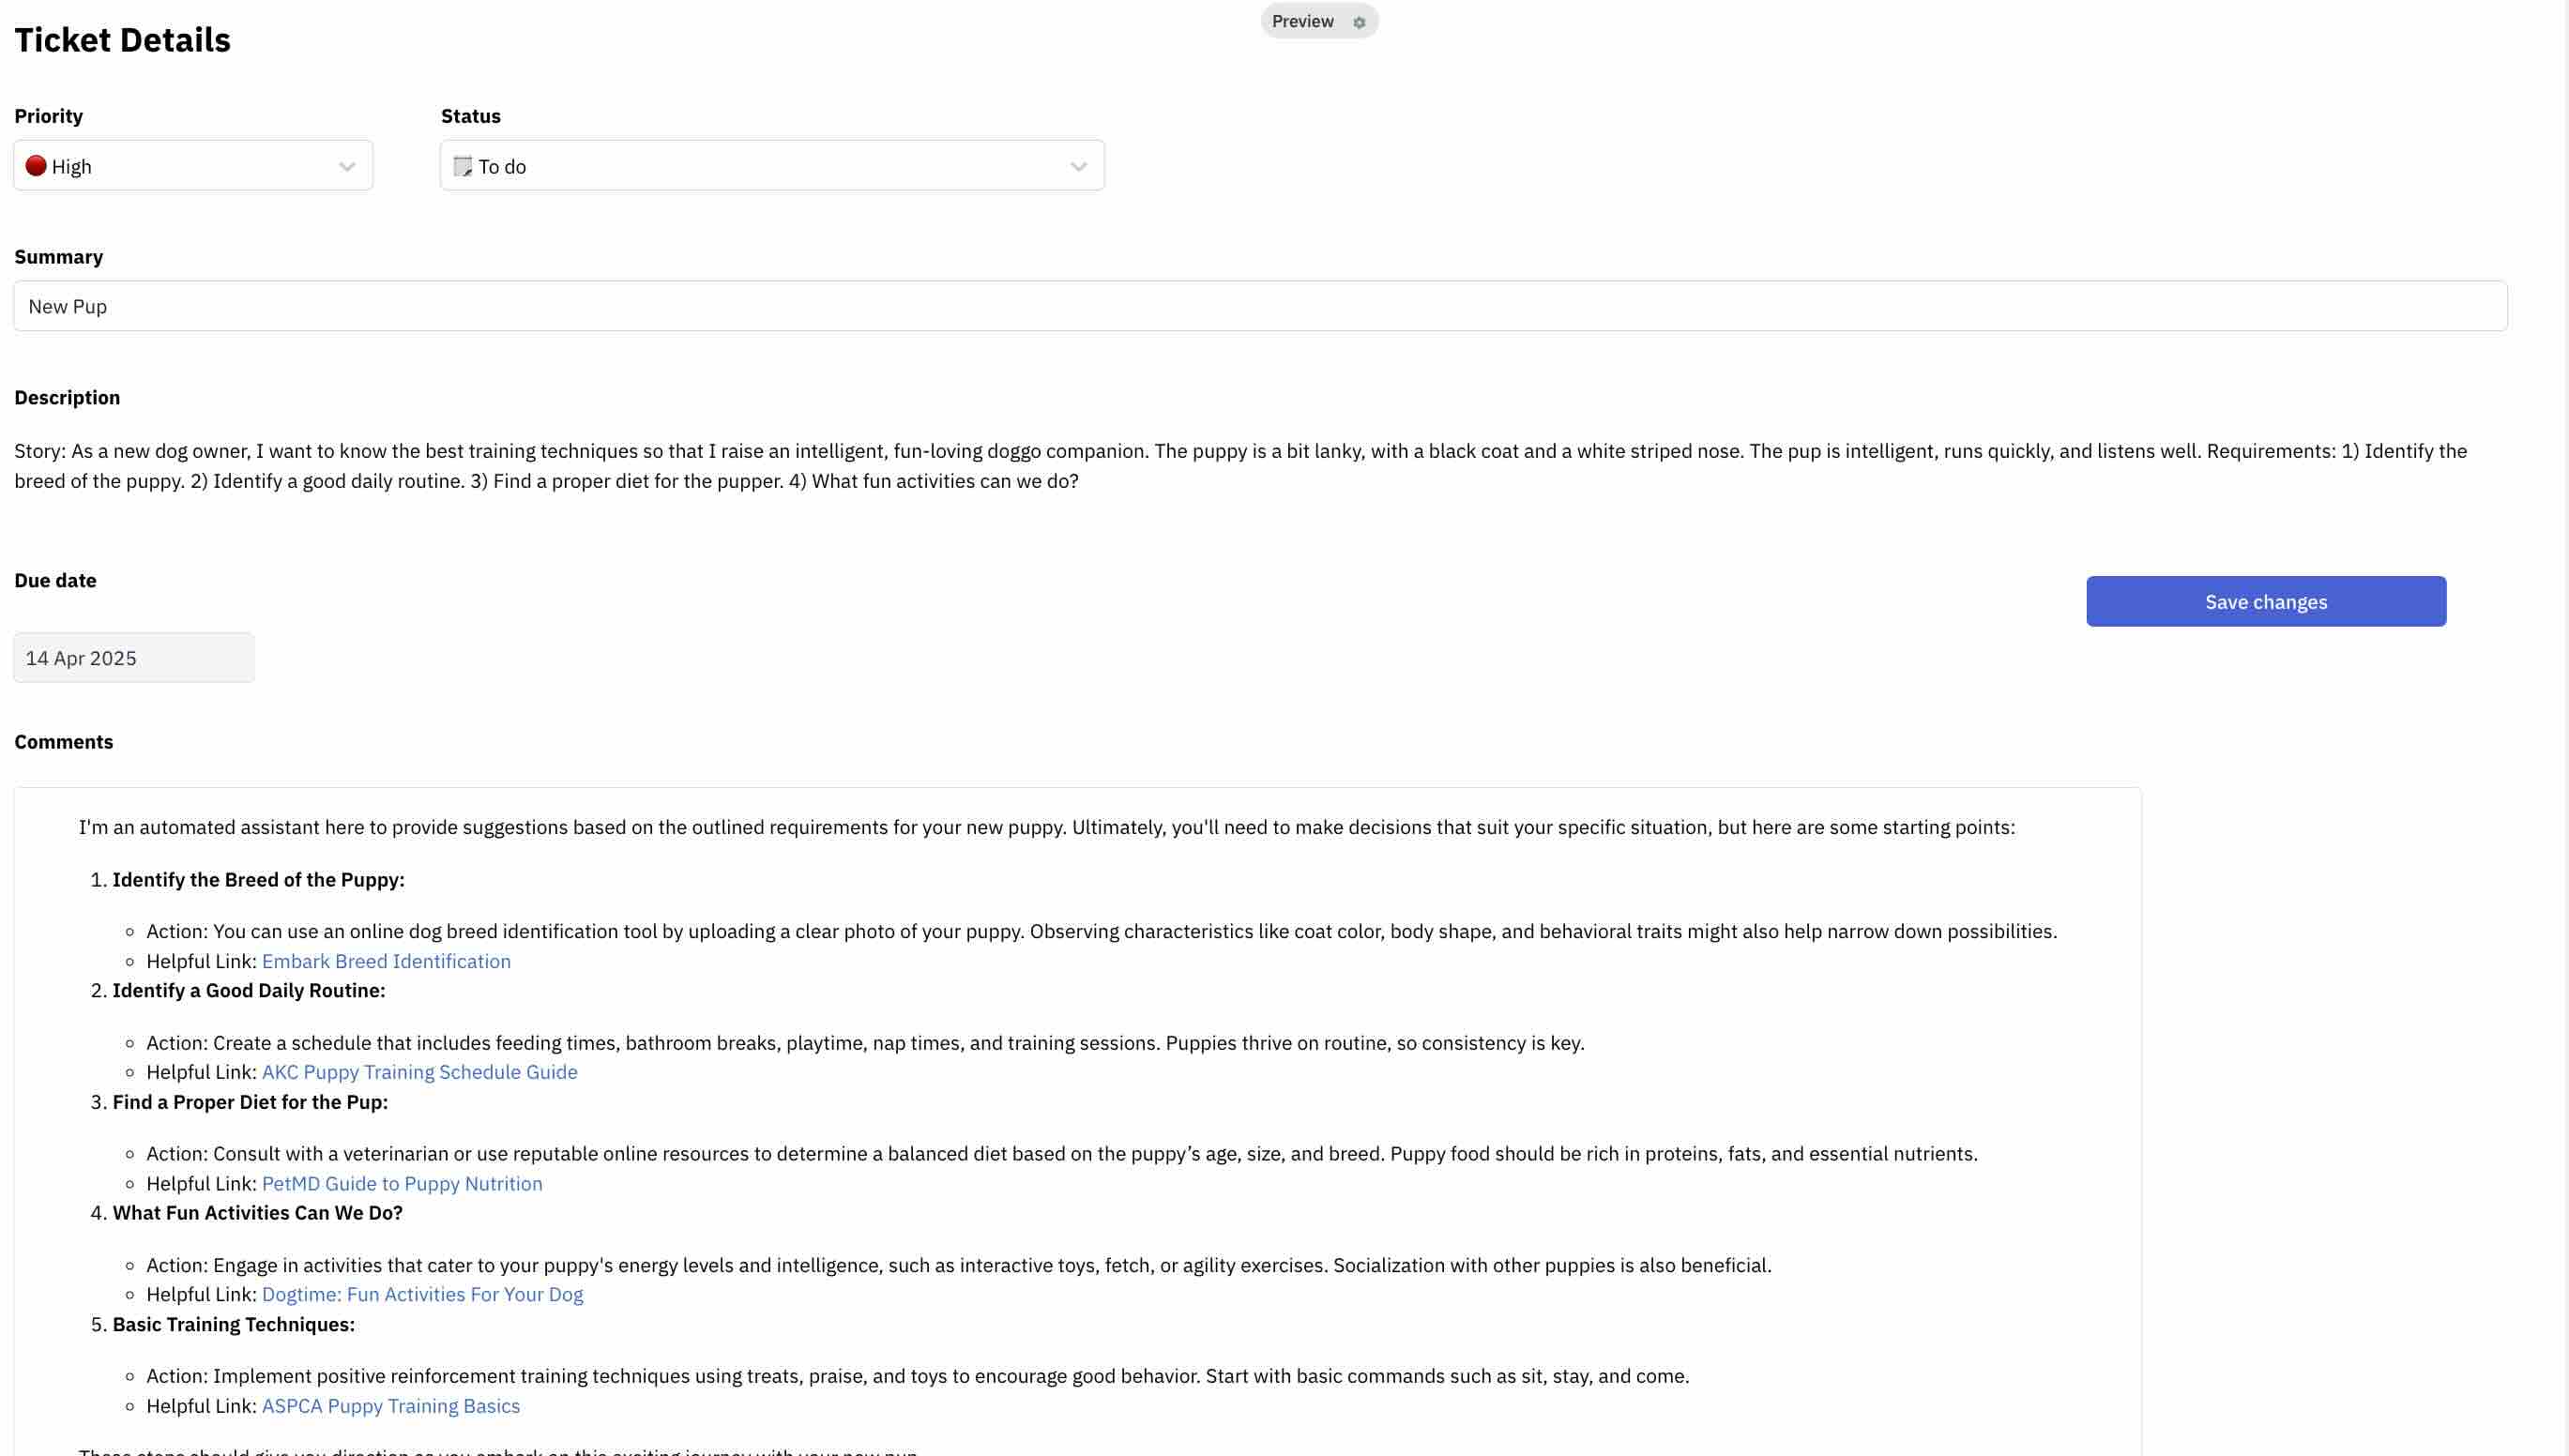 Preview
Ticket Details
Priority
Status
High
To do
Summary
New Pup
Description
Story: As a new dog owner, I want to know the best training techniques so that I raise an intelligent, fun-loving doggo companion. The puppy is a bit lanky, with a black coat and a white striped nose. The pup is intelligent, runs quickly, and listens well. Requirements: 1) Identify the
breed of the puppy. 2) Identify a good daily routine. 3) Find a proper diet for the pupper. 4) What fun activities can we do?
Due date
Save changes
14 Apr 2025
Comments
I'm an automated assistant here to provide suggestions based on the outlined requirements for your new puppy. Ultimately, you'll need to make decisions that suit your specific situation, but here are some starting points:
1. Identify the Breed of the Puppy:
Action: You can use an online dog breed identification tool by uploading a clear photo of your puppy. Observing characteristics like coat color, body shape, and behavioral traits might also help narrow down possibilities.
Helpful Link: Embark Breed Identification
2. Identify a Good Daily Routine:
Action: Create a schedule that includes feeding times, bathroom breaks, playtime, nap times, and training sessions. Puppies thrive on routine, so consistency is key.
Helpful Link: AKC Puppy Training Schedule Guide
3. Find a Proper Diet for the Pup:
Action: Consult with a veterinarian or use reputable online resources to determine a balanced diet based on the puppy’s age, size, and breed. Puppy food should be rich in proteins, fats, and essential nutrients.
Helpful Link: PetMD Guide to Puppy Nutrition
4. What Fun Activities Can We Do?
Action: Engage in activities that cater to your puppy's energy levels and intelligence, such as interactive toys, fetch, or agility exercises. Socialization with other puppies is also beneficial.
Helpful Link: Dogtime: Fun Activities For Your Dog
5. Basic Training Techniques:
Action: Implement positive reinforcement training techniques using treats, praise, and toys to encourage good behavior. Start with basic commands such as sit, stay, and come.
Helpful Link: ASPCA Puppy Training Basics
These steps should give you direction as you embark on this exciting journey with your new pup